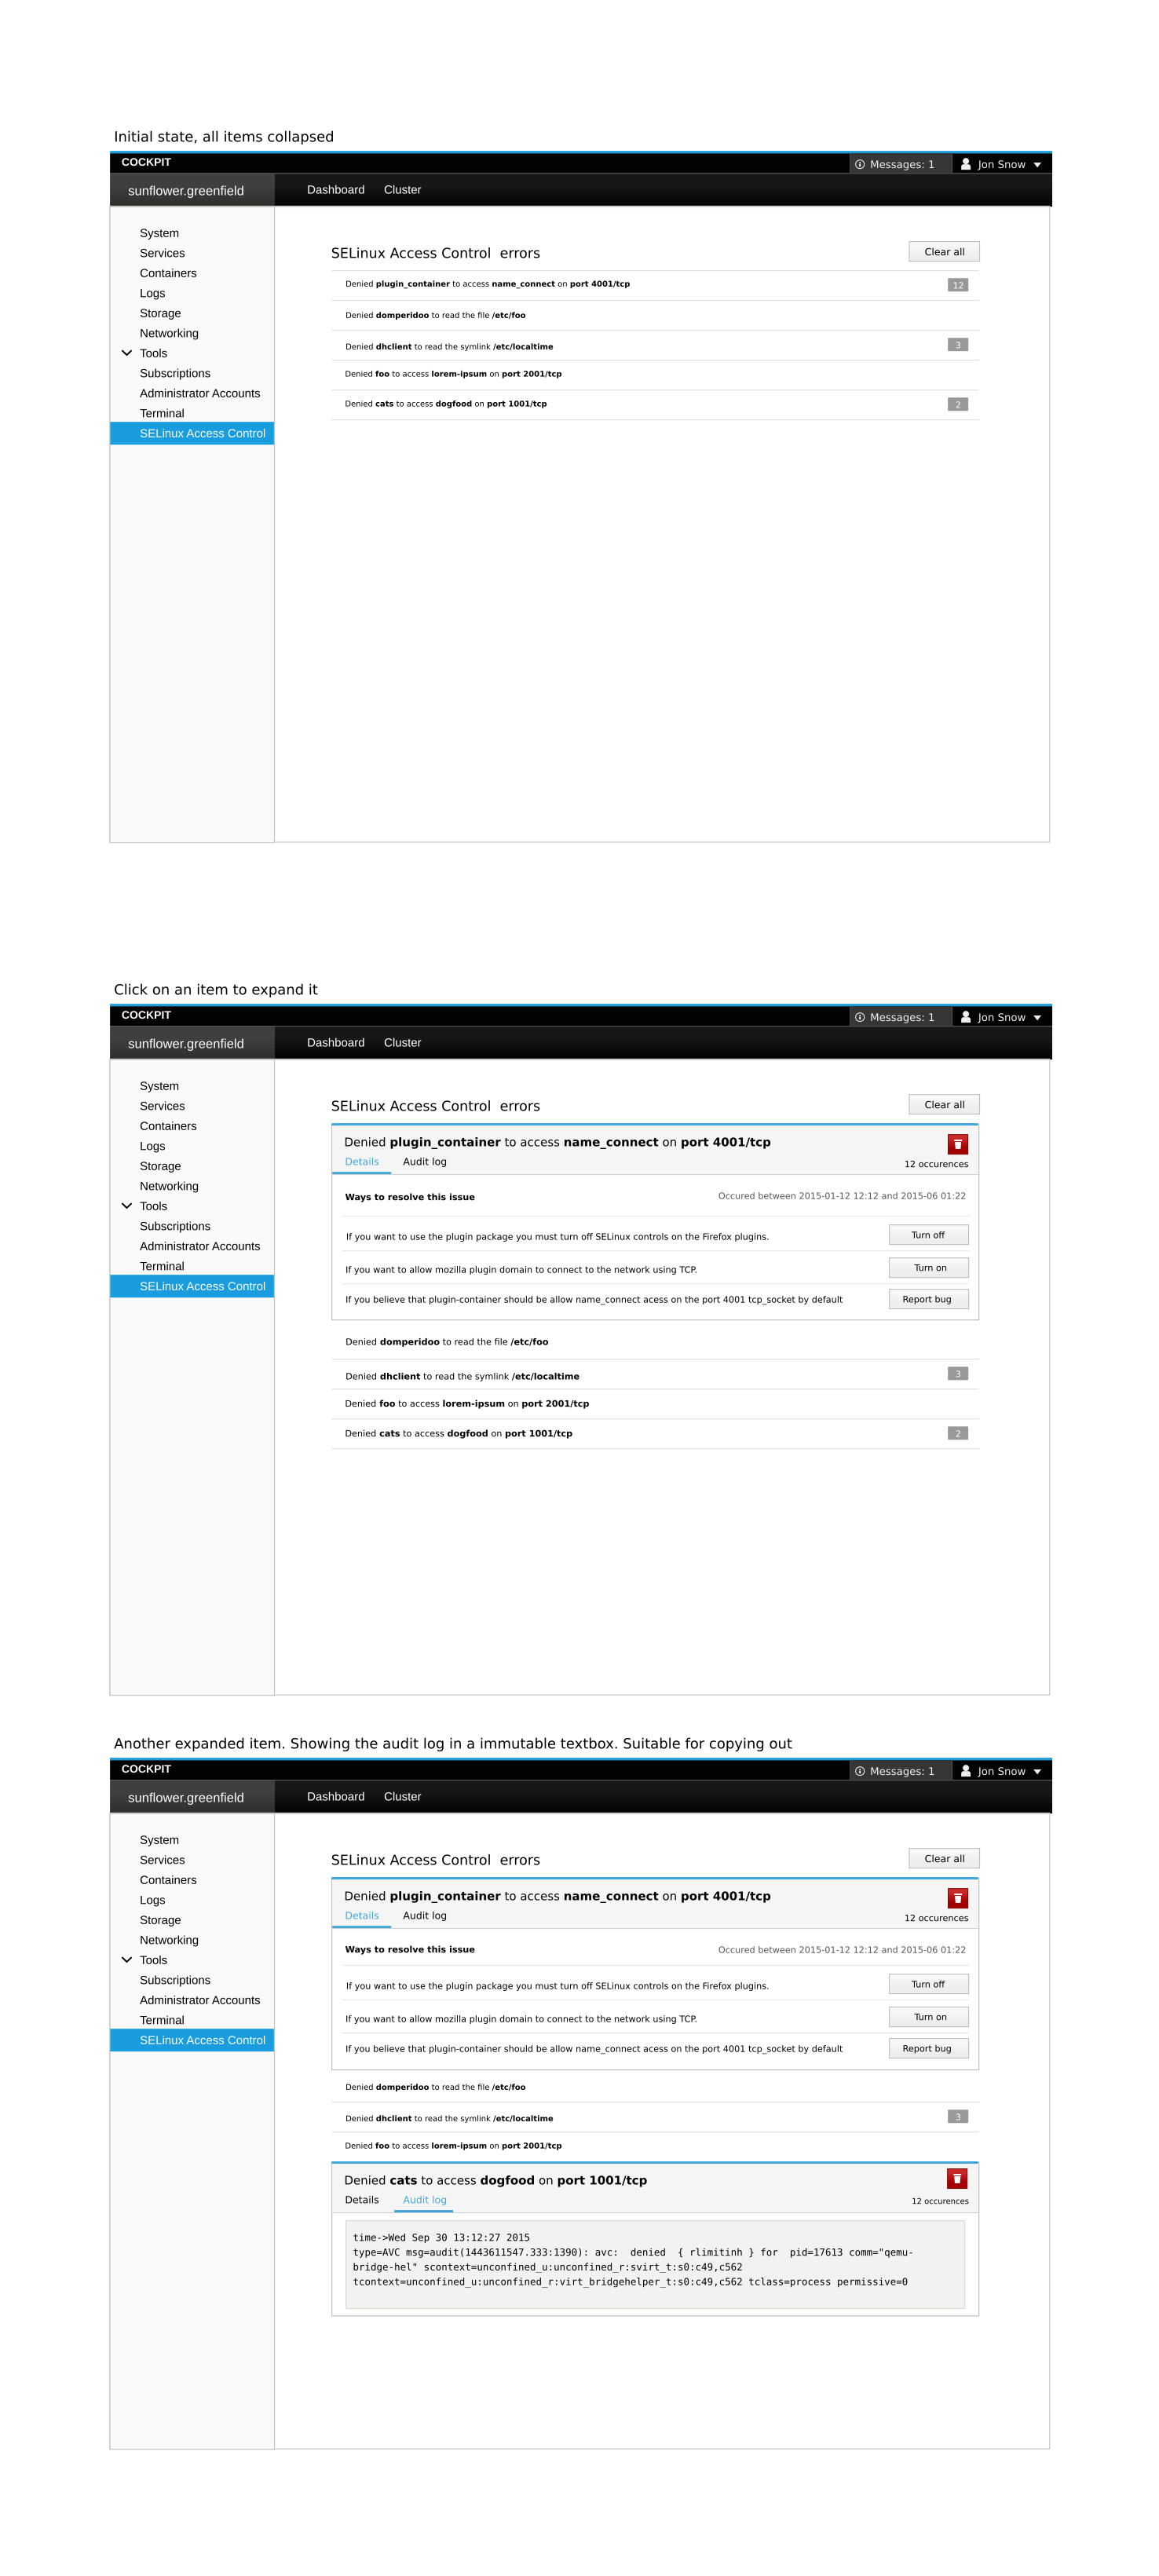 Initial state, all items collapsed
COCKPIT
Messages: 1
Jon Snow
sunflower.greenfield
Dashboard
Cluster
System
Services
Containers
Logs
Storage
Networking
Tools
Subscriptions
Administrator Accounts
Terminal
SELinux Access Control
SELinux Access Control  errors
Clear all
Denied plugin_container to access name_connect on port 4001/tcp
12
Denied domperidoo to read the file /etc/foo
Denied dhclient to read the symlink /etc/localtime
3
Denied foo to access lorem-ipsum on port 2001/tcp
Denied cats to access dogfood on port 1001/tcp
2
Click on an item to expand it
COCKPIT
Messages: 1
Jon Snow
sunflower.greenfield
Dashboard
Cluster
System
Services
Containers
Logs
Storage
Networking
Tools
Subscriptions
Administrator Accounts
Terminal
SELinux Access Control
SELinux Access Control  errors
Clear all
Denied plugin_container to access name_connect on port 4001/tcp
Details
Audit log
12 occurences
Ways to resolve this issue
Occured between 2015-01-12 12:12 and 2015-06 01:22
If you want to use the plugin package you must turn off SELinux controls on the Firefox plugins.
Turn off
If you want to allow mozilla plugin domain to connect to the network using TCP.
Turn on
If you believe that plugin-container should be allow name_connect acess on the port 4001 tcp_socket by default
Report bug
Denied domperidoo to read the file /etc/foo
Denied dhclient to read the symlink /etc/localtime
3
Denied foo to access lorem-ipsum on port 2001/tcp
Denied cats to access dogfood on port 1001/tcp
2
Another expanded item. Showing the audit log in a immutable textbox. Suitable for copying out
COCKPIT
Messages: 1
Jon Snow
sunflower.greenfield
Dashboard
Cluster
System
Services
Containers
Logs
Storage
Networking
Tools
Subscriptions
Administrator Accounts
Terminal
SELinux Access Control
SELinux Access Control  errors
Clear all
Denied plugin_container to access name_connect on port 4001/tcp
Details
Audit log
12 occurences
Ways to resolve this issue
Occured between 2015-01-12 12:12 and 2015-06 01:22
If you want to use the plugin package you must turn off SELinux controls on the Firefox plugins.
Turn off
If you want to allow mozilla plugin domain to connect to the network using TCP.
Turn on
If you believe that plugin-container should be allow name_connect acess on the port 4001 tcp_socket by default
Report bug
Denied domperidoo to read the file /etc/foo
Denied dhclient to read the symlink /etc/localtime
3
Denied foo to access lorem-ipsum on port 2001/tcp
Denied cats to access dogfood on port 1001/tcp
Details
Audit log
12 occurences
time->Wed Sep 30 13:12:27 2015
type=AVC msg=audit(1443611547.333:1390): avc:  denied  { rlimitinh } for  pid=17613 comm="qemu-
bridge-hel" scontext=unconfined_u:unconfined_r:svirt_t:s0:c49,c562
tcontext=unconfined_u:unconfined_r:virt_bridgehelper_t:s0:c49,c562 tclass=process permissive=0